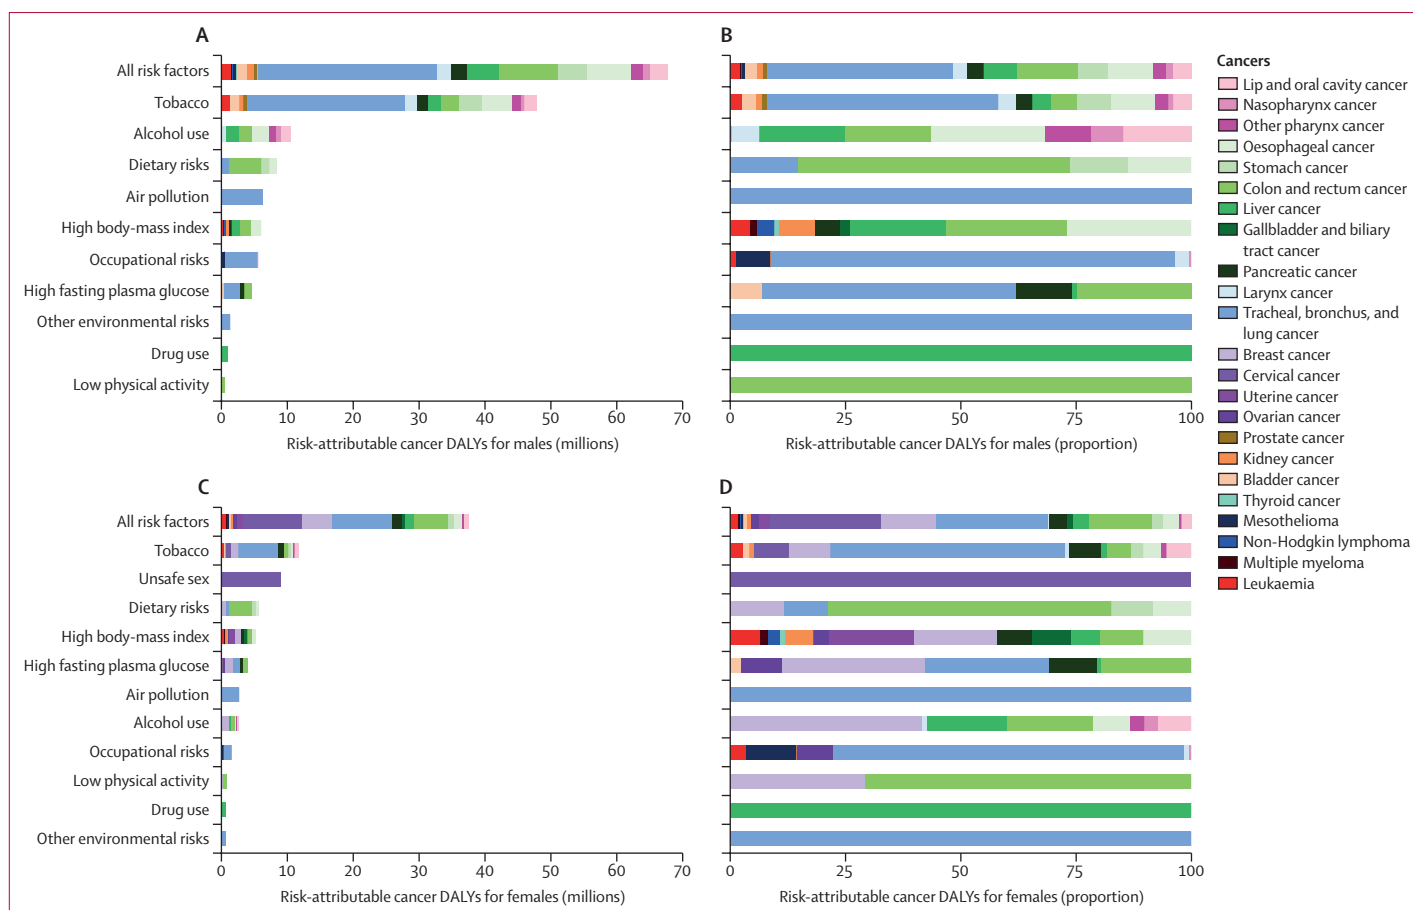 A
All risk factors
Tobacco
Alcohol use
Dietary risks
Air pollution
High body-mass index
Occupational risks
High fasting plasma glucose
Other environmental risks
Drug use
Low physical activity
0 10 20 30 40 50 60 70
Risk-attributable cancer DALYs for males (millions)
B
0 25 50 75 100
Risk-attributable cancer DALYs for males (proportion)
Cancers
Lip and oral cavity cancer
Nasopharynx cancer
Other pharynx cancer
Oesophageal cancer
Stomach cancer
Colon and rectum cancer
Liver cancer
Gallbladder and biliary
tract cancer
Pancreatic cancer
Larynx cancer
Tracheal, bronchus, and
lung cancer
Breast cancer
Cervical cancer
Uterine cancer
Ovarian cancer
Prostate cancer
Kidney cancer
Bladder cancer
Thyroid cancer
Mesothelioma
Non-Hodgkin lymphoma
Multiple myeloma
Leukaemia
C
All risk factors
Tobacco
Unsafe sex
Dietary risks
High body-mass index
High fasting plasma glucose
Air pollution
Alcohol use
Occupational risks
Low physical activity
Drug use
Other environmental risks
0 10 20 30 40 50 60 70
Risk-attributable cancer DALYs for females (millions)
D
0 25 50 75 100
Risk-attributable cancer DALYs for females (proportion)